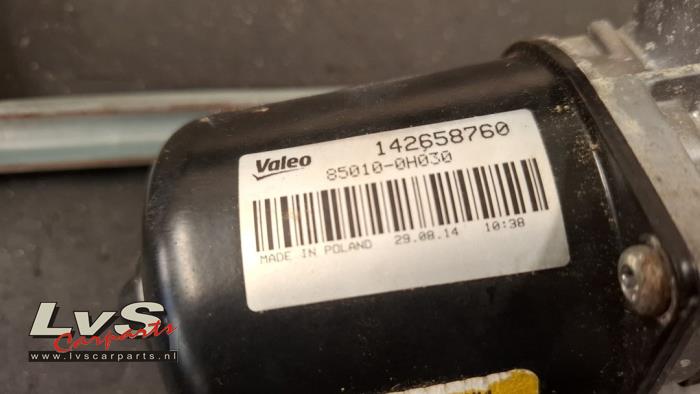 142658760
Valeo
85010-0H030
MADE IN POLAND 29.08.14 10:38
LvS
Carparts
www.lvscarparts.nl